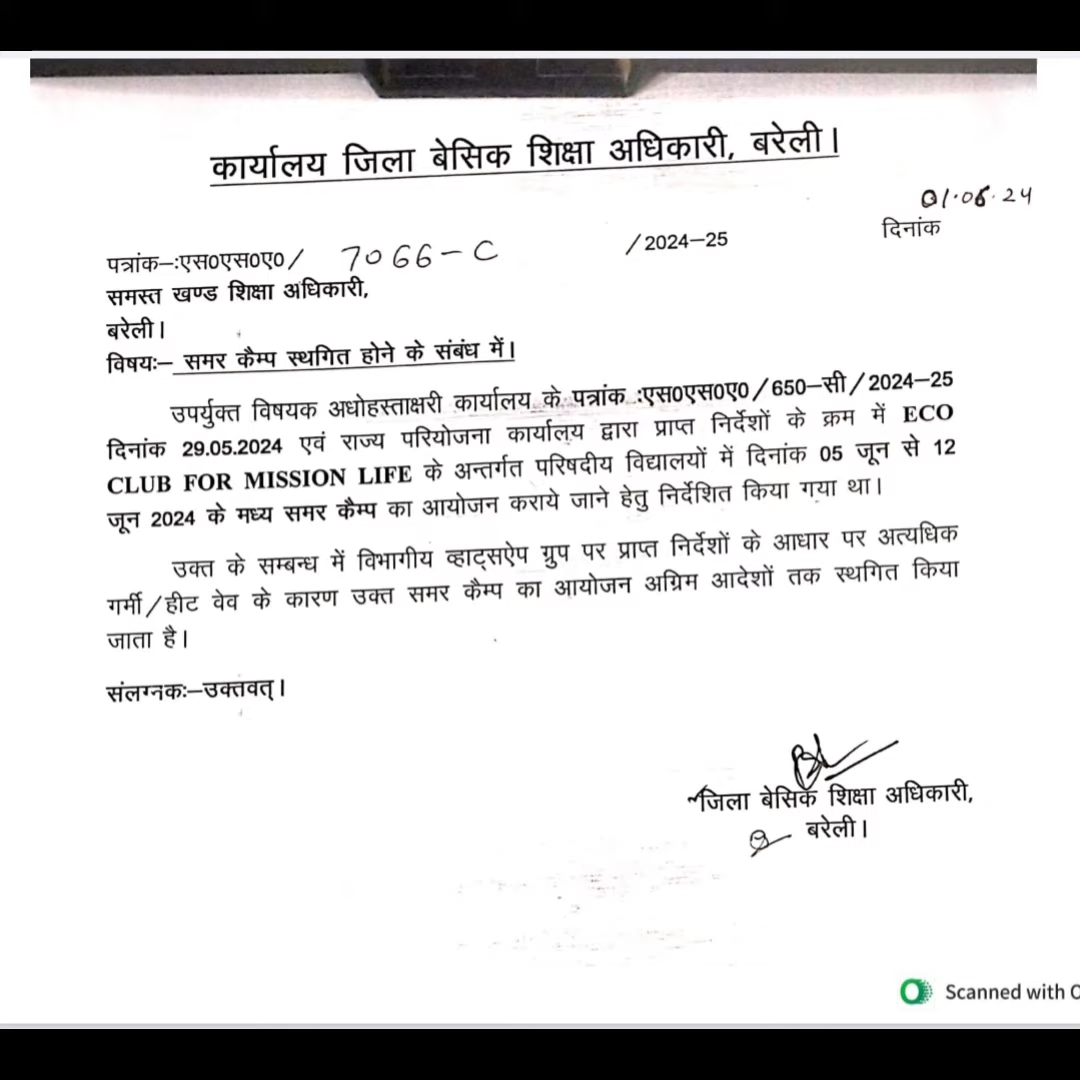 कार्यालय जिला बेसिक शिक्षा अधिकारी, बरेली।
01.06.24
पत्रांक–:एस0एस0ए0/ 7066-C /2024–25 दिनांक
समस्त खण्ड शिक्षा अधिकारी,
बरेली।
विषयः– समर कैम्प स्थगित होने के संबंध में।
उपर्युक्त विषयक अधोहस्ताक्षरी कार्यालय के पत्रांक :एस0एस0ए0/650–सी/2024–25
दिनांक 29.05.2024 एवं राज्य परियोजना कार्यालय द्वारा प्राप्त निर्देशों के क्रम में ECO
CLUB FOR MISSION LIFE के अन्तर्गत परिषदीय विद्यालयों में दिनांक 05 जून से 12
जून 2024 के मध्य समर कैम्प का आयोजन कराये जाने हेतु निर्देशित किया गया था।
उक्त के सम्बन्ध में विभागीय व्हाट्सऐप ग्रुप पर प्राप्त निर्देशों के आधार पर अत्यधिक
गर्मी/हीट वेव के कारण उक्त समर कैम्प का आयोजन अग्रिम आदेशों तक स्थगित किया
जाता है।
संलग्नकः–उक्तवत्।
जिला बेसिक शिक्षा अधिकारी,
बरेली।
Scanned with